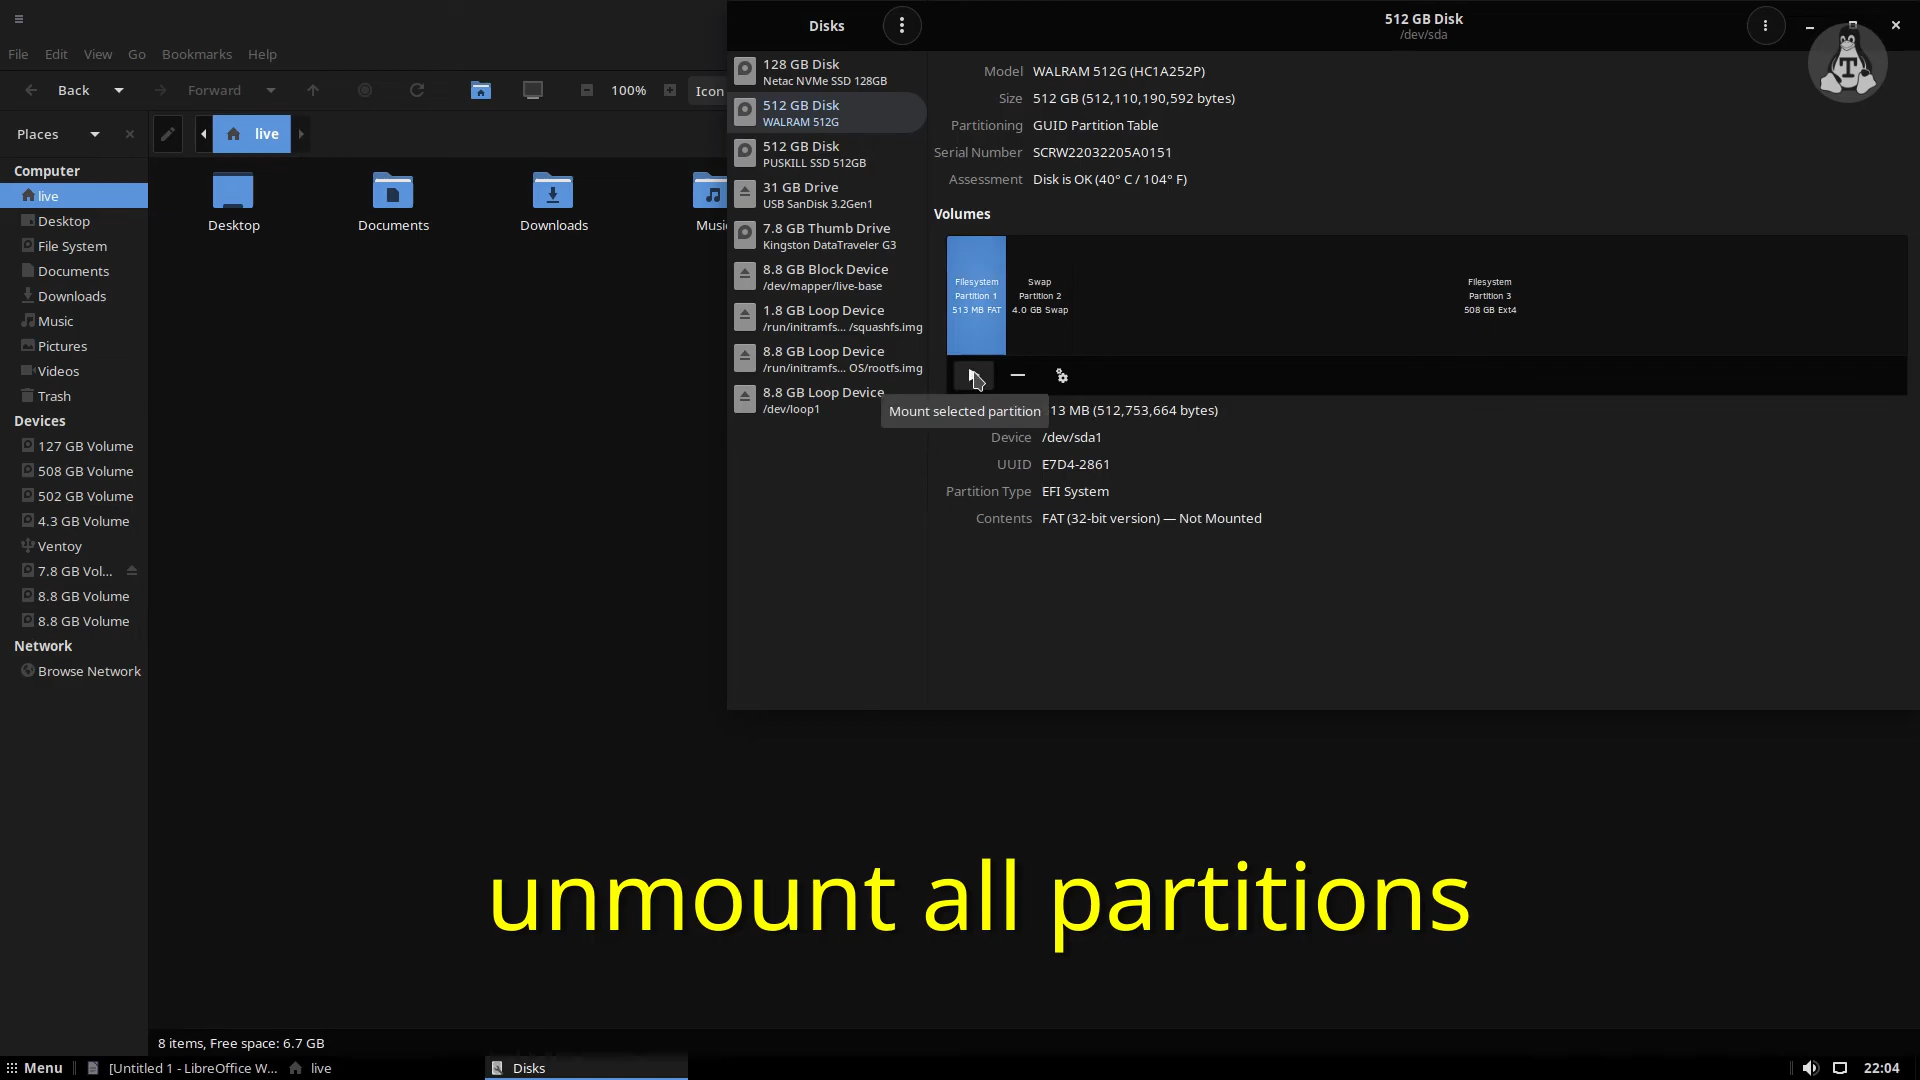 File Edit View Go Bookmarks Help
Back Forward 100% Icon
Places live
Computer
live
Desktop
File System
Documents
Downloads
Music
Pictures
Videos
Trash
Devices
127 GB Volume
508 GB Volume
502 GB Volume
4.3 GB Volume
Ventoy
7.8 GB Vol...
8.8 GB Volume
8.8 GB Volume
Network
Browse Network
Desktop Documents Downloads Music
8 items, Free space: 6.7 GB
Disks
128 GB Disk
Netac NVMe SSD 128GB
512 GB Disk
WALRAM 512G
512 GB Disk
PUSKILL SSD 512GB
31 GB Drive
USB SanDisk 3.2Gen1
7.8 GB Thumb Drive
Kingston DataTraveler G3
8.8 GB Block Device
/dev/mapper/live-base
1.8 GB Loop Device
/run/initramfs... /squashfs.img
8.8 GB Loop Device
/run/initramfs... OS/rootfs.img
8.8 GB Loop Device
/dev/loop1
512 GB Disk
/dev/sda
T
Model WALRAM 512G (HC1A252P)
Size 512 GB (512,110,190,592 bytes)
Partitioning GUID Partition Table
Serial Number SCRW22032205A0151
Assessment Disk is OK (40° C / 104° F)
Volumes
Filesystem
Partition 1
513 MB FAT
Swap
Partition 2
4.0 GB Swap
Filesystem
Partition 3
508 GB Ext4
Mount selected partition
13 MB (512,753,664 bytes)
Device /dev/sda1
UUID E7D4-2861
Partition Type EFI System
Contents FAT (32-bit version) — Not Mounted
unmount all partitions
Menu [Untitled 1 - LibreOffice W... live Disks 22:04